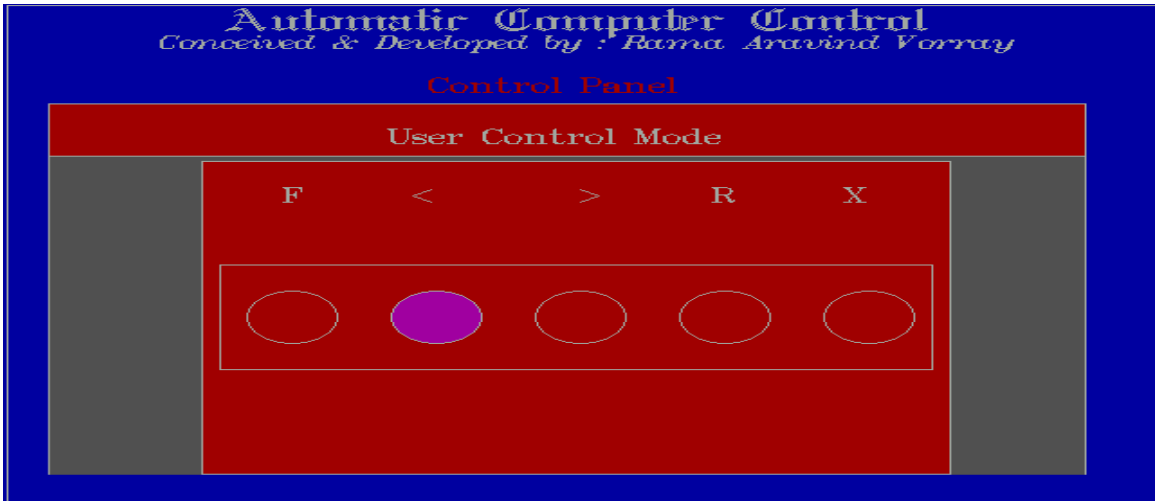 Automatic Computer Control
Conceived & Developed by : Rama Aravind Vorray
Control Panel
User Control Mode
F < > R X